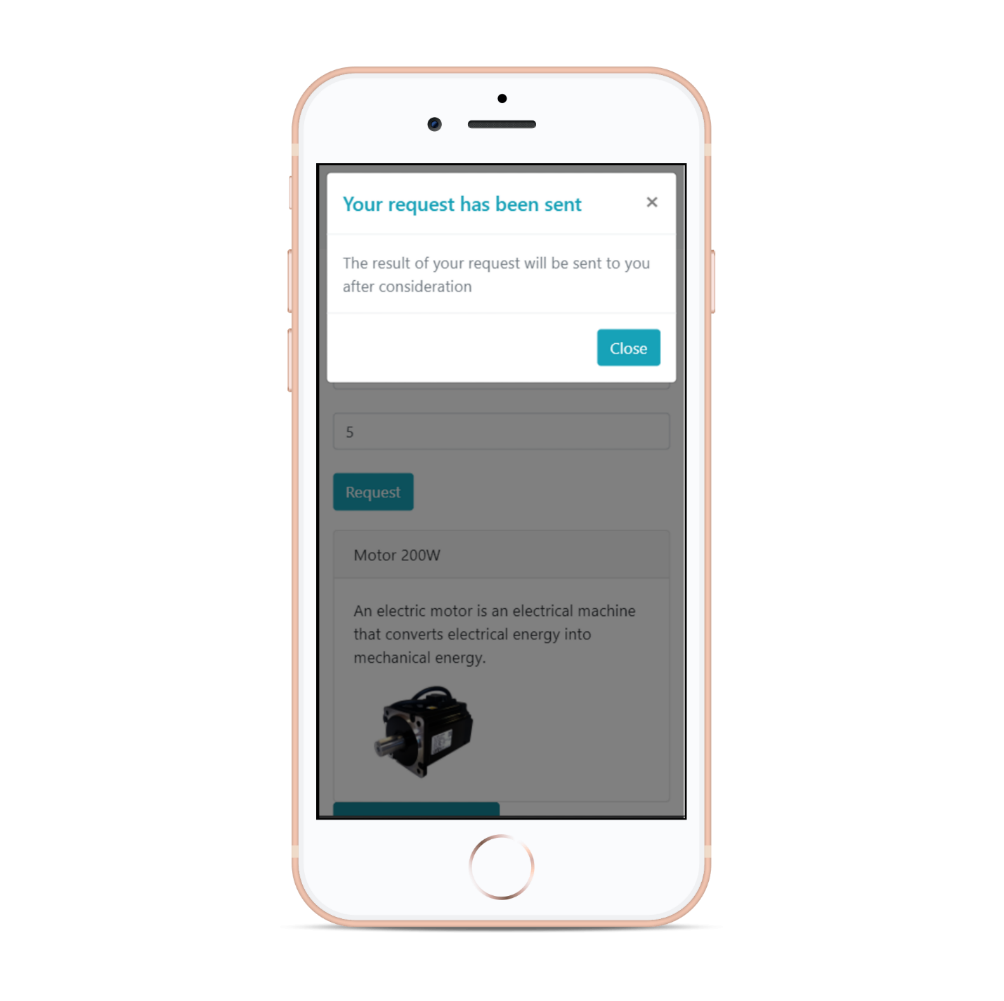 Your request has been sent ×
The result of your request will be sent to you
after consideration
Close
5
Request
Motor 200W
An electric motor is an electrical machine
that converts electrical energy into
mechanical energy.